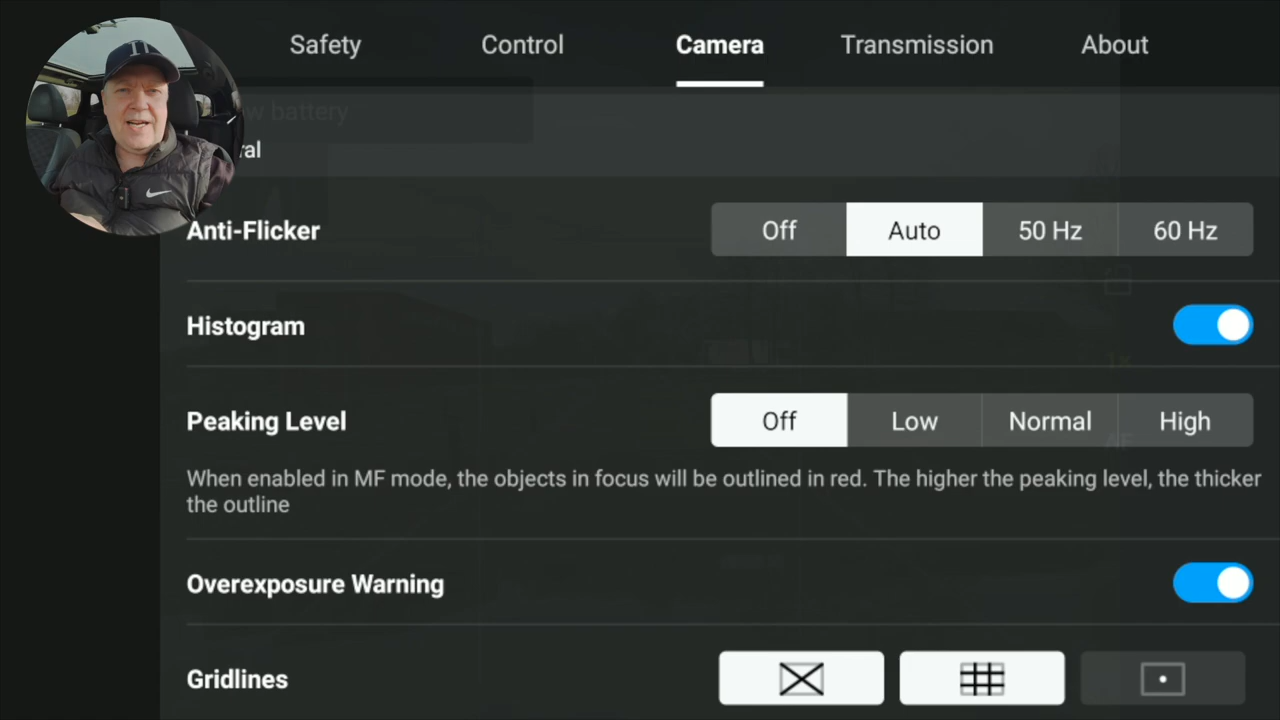 Safety Control Camera Transmission About
w battery
ral
Anti-Flicker Off Auto 50 Hz 60 Hz
Histogram
Peaking Level Off Low Normal High
When enabled in MF mode, the objects in focus will be outlined in red. The higher the peaking level, the thicker
the outline
Overexposure Warning
Gridlines